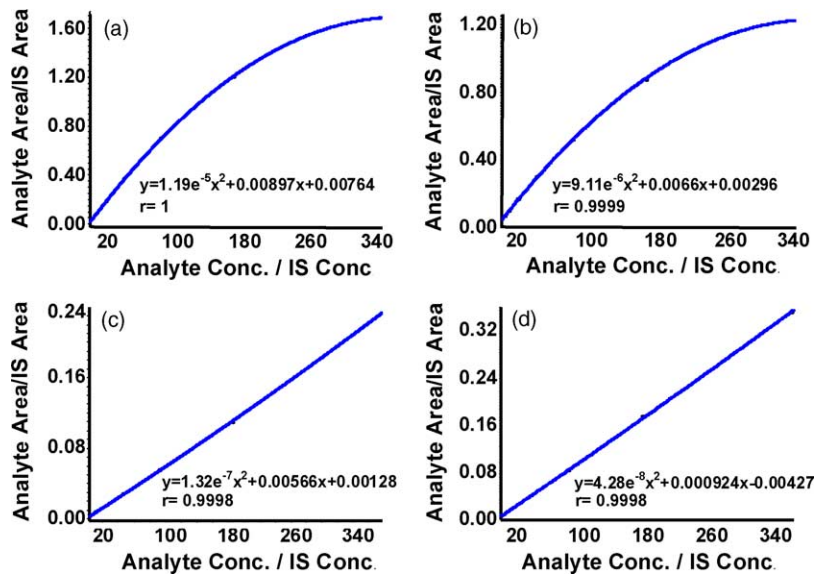 (a)
Analyte Area/IS Area
1.60
1.20
0.80
0.40
0.00
y=1.19e⁻⁵x²+0.00897x+0.00764
r= 1
20 100 180 260 340
Analyte Conc. / IS Conc
(b)
Analyte Area/IS Area
1.20
0.80
0.40
0.00
y=9.11e⁻⁶x²+0.0066x+0.00296
r= 0.9999
20 100 180 260 340
Analyte Conc. / IS Conc.
(c)
Analyte Area/IS Area
0.24
0.16
0.08
0.00
y=1.32e⁻⁷x²+0.00566x+0.00128
r= 0.9998
20 100 180 260 340
Analyte Conc. / IS Conc.
(d)
Analyte Area/IS Area
0.32
0.24
0.16
0.08
0.00
y=4.28e⁻⁸x²+0.000924x-0.00427
r= 0.9998
20 100 180 260 340
Analyte Conc. / IS Conc.